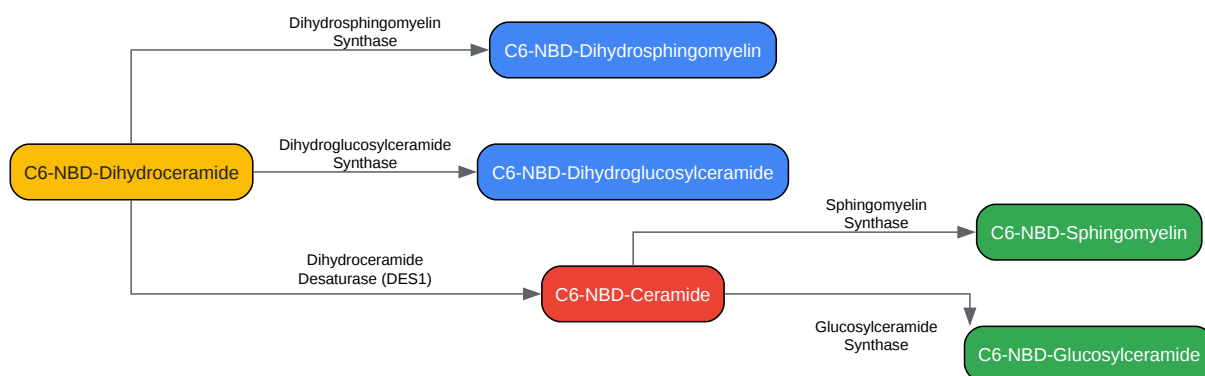 Dihydrosphingomyelin
Synthase
C6-NBD-Dihydrosphingomyelin
Dihydroglucosylceramide
Synthase
C6-NBD-Dihydroceramide
C6-NBD-Dihydroglucosylceramide
Sphingomyelin
Synthase
C6-NBD-Sphingomyelin
Dihydroceramide
Desaturase (DES1)
C6-NBD-Ceramide
Glucosylceramide
Synthase
C6-NBD-Glucosylceramide